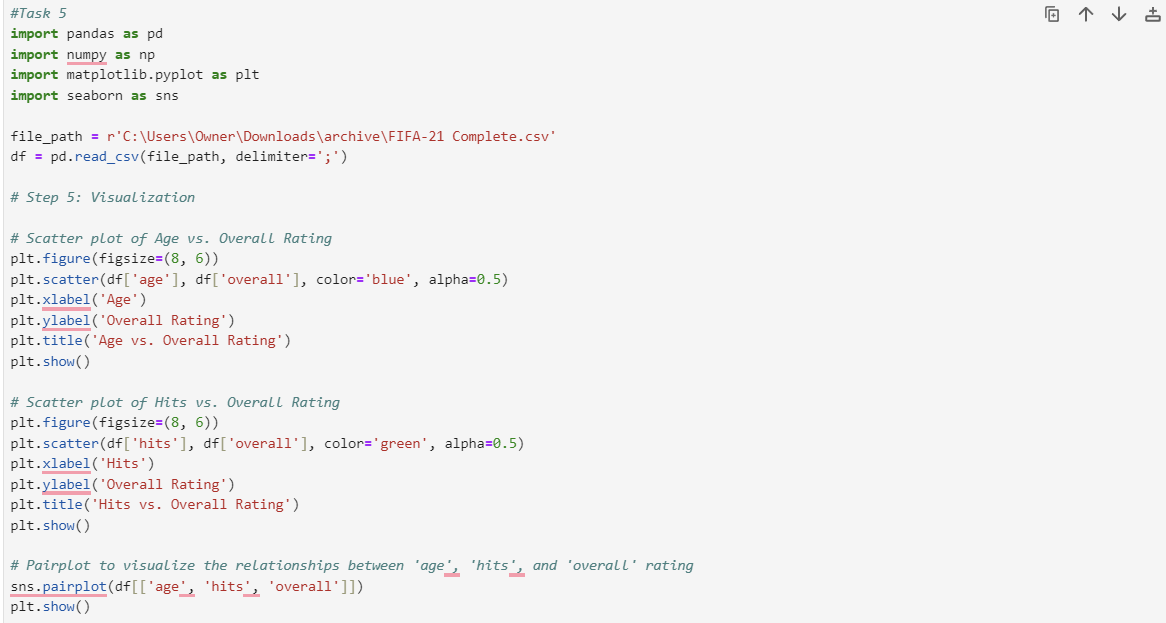 #Task 5
import pandas as pd
import numpy as np
import matplotlib.pyplot as plt
import seaborn as sns
file_path = r'C:\Users\Owner\Downloads\archive\FIFA-21 Complete.csv'
df = pd.read_csv(file_path, delimiter=';')
# Step 5: Visualization
# Scatter plot of Age vs. Overall Rating
plt.figure(figsize=(8, 6))
plt.scatter(df['age'], df['overall'], color='blue', alpha=0.5)
plt.xlabel('Age')
plt.ylabel('Overall Rating')
plt.title('Age vs. Overall Rating')
plt.show()
# Scatter plot of Hits vs. Overall Rating
plt.figure(figsize=(8, 6))
plt.scatter(df['hits'], df['overall'], color='green', alpha=0.5)
plt.xlabel('Hits')
plt.ylabel('Overall Rating')
plt.title('Hits vs. Overall Rating')
plt.show()
# Pairplot to visualize the relationships between 'age', 'hits', and 'overall' rating
sns.pairplot(df[['age', 'hits', 'overall']])
plt.show()